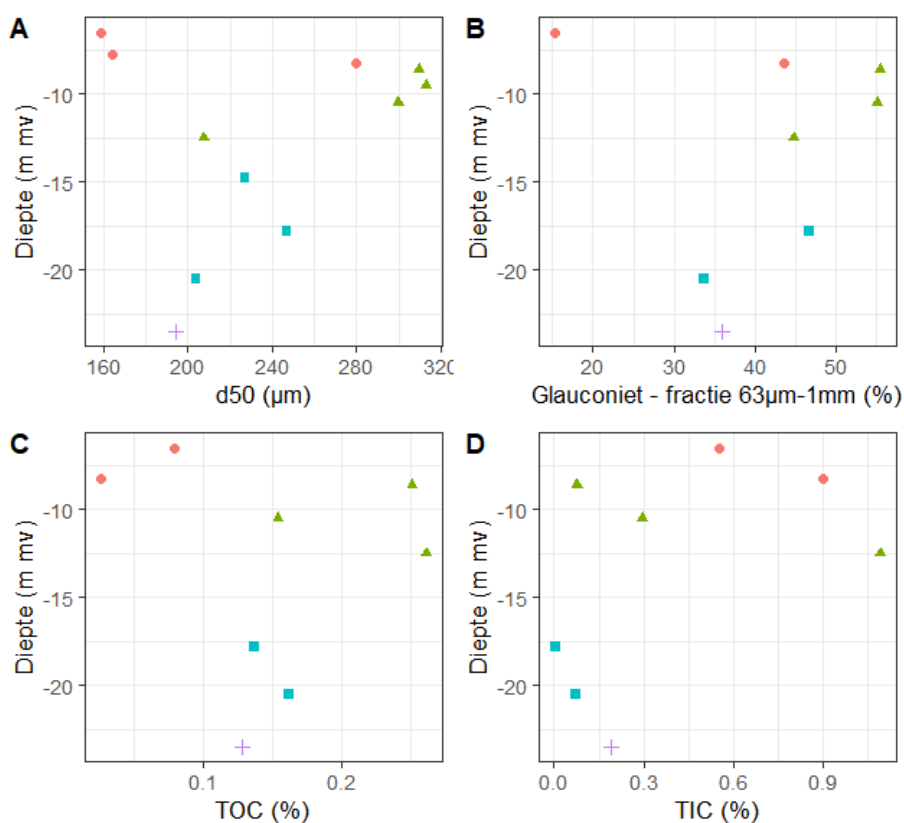 A
Diepte (m mv)
-10
-15
-20
160 200 240 280 320
d50 (µm)
B
Diepte (m mv)
-10
-15
-20
20 30 40 50
Glauconiet - fractie 63µm-1mm (%)
C
Diepte (m mv)
-10
-15
-20
0.1 0.2
TOC (%)
D
Diepte (m mv)
-10
-15
-20
0.0 0.3 0.6 0.9
TIC (%)